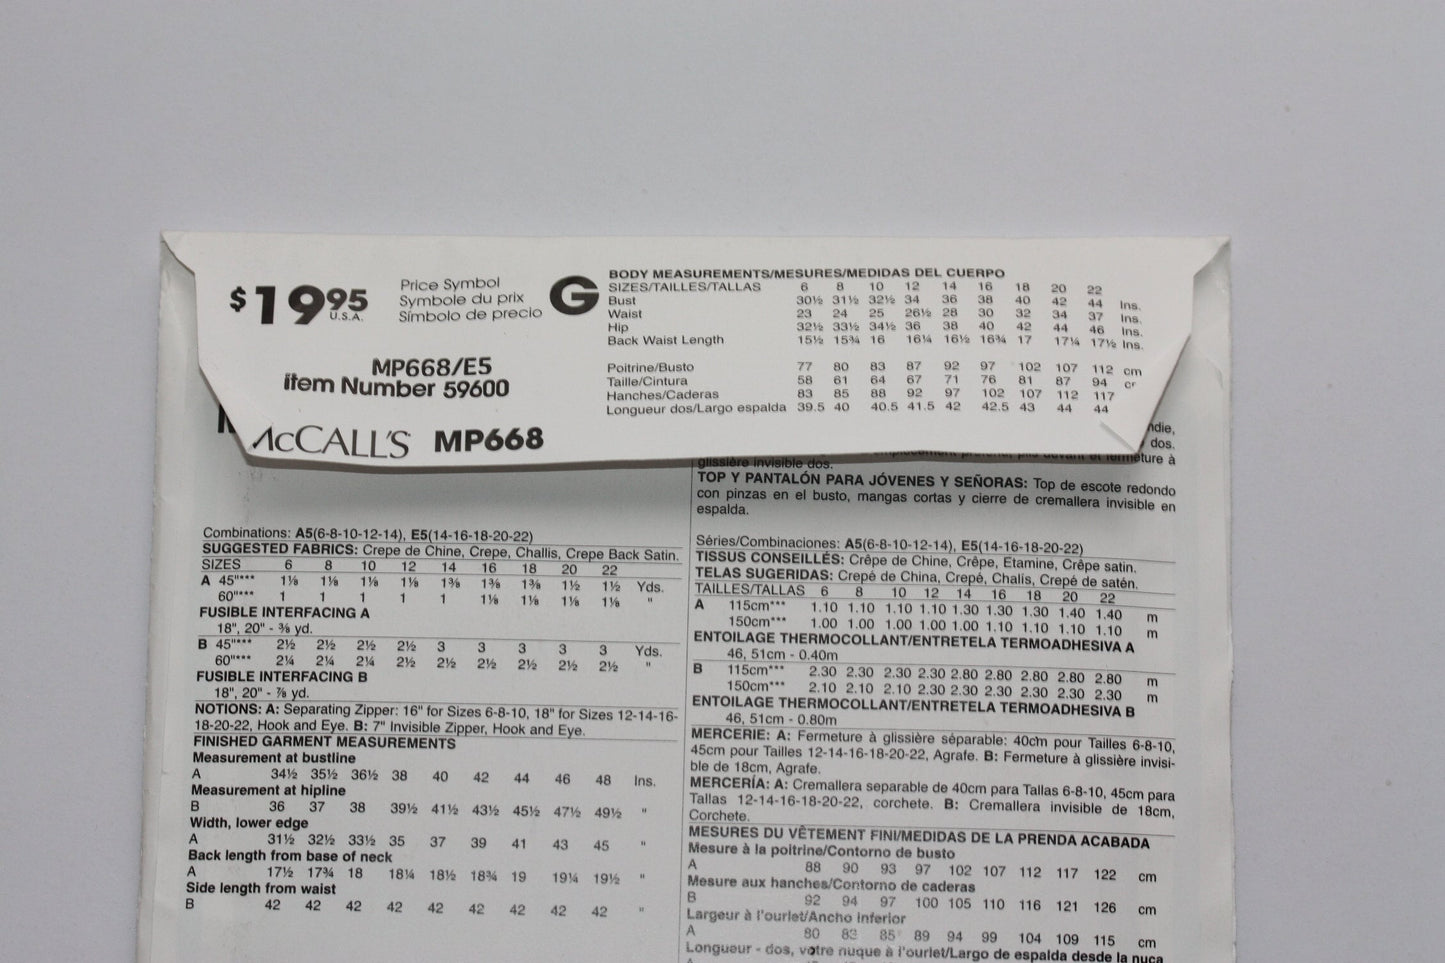 $19.95
U.S.A.
Price Symbol
Symbole du prix
Símbolo de precio
G
MP668/E5
Item Number 59600
McCALL'S MP668
BODY MEASUREMENTS/MESURES/MEDIDAS DEL CUERPO
SIZES/TAILLES/TALLAS 6 8 10 12 14 16 18 20 22
Bust 30½ 31½ 32½ 34 36 38 40 42 44 Ins.
Waist 23 24 25 26½ 28 30 32 34 37 Ins.
Hip 32½ 33½ 34½ 36 38 40 42 44 46 Ins.
Back Waist Length 15½ 15¾ 16 16¼ 16½ 16¾ 17 17¼ 17½ Ins.
Poitrine/Busto 77 80 83 87 92 97 102 107 112 cm
Taille/Cintura 58 61 64 67 71 76 81 87 94
Hanches/Caderas 83 85 88 92 97 102 107 112 117
Longueur dos/Largo espalda 39.5 40 40.5 41.5 42 42.5 43 44 44
Combinations: A5(6-8-10-12-14), E5(14-16-18-20-22)
SUGGESTED FABRICS: Crepe de Chine, Crepe, Challis, Crepe Back Satin.
SIZES 6 8 10 12 14 16 18 20 22
A 45"*** 1⅛ 1⅛ 1⅛ 1⅛ 1⅜ 1⅜ 1⅜ 1½ 1½ Yds.
60"*** 1 1 1 1 1 1⅛ 1⅛ 1⅛ 1⅛ "
FUSIBLE INTERFACING A
18", 20" - ⅜ yd.
B 45"*** 2½ 2½ 2½ 2½ 3 3 3 3 3 Yds.
60"*** 2¼ 2¼ 2¼ 2½ 2½ 2½ 2½ 2½ 2½ "
FUSIBLE INTERFACING B
18", 20" - ⅞ yd.
NOTIONS: A: Separating Zipper: 16" for Sizes 6-8-10, 18" for Sizes 12-14-16-
18-20-22, Hook and Eye. B: 7" Invisible Zipper, Hook and Eye.
FINISHED GARMENT MEASUREMENTS
Measurement at bustline
A 34½ 35½ 36½ 38 40 42 44 46 48 Ins.
Measurement at hipline
B 36 37 38 39½ 41½ 43½ 45½ 47½ 49½ "
Width, lower edge
A 31½ 32½ 33½ 35 37 39 41 43 45 "
Back length from base of neck
A 17½ 17¾ 18 18¼ 18½ 18¾ 19 19¼ 19½ "
Side length from waist
B 42 42 42 42 42 42 42 42 42 "
dos.
glissière invisible dos. devant et fermeture à
TOP Y PANTALÓN PARA JÓVENES Y SEÑORAS: Top de escote redondo
con pinzas en el busto, mangas cortas y cierre de cremallera invisible en
espalda.
Séries/Combinaciones: A5(6-8-10-12-14), E5(14-16-18-20-22)
TISSUS CONSEILLÉS: Crêpe de Chine, Crêpe, Étamine, Crêpe satin.
TELAS SUGERIDAS: Crepé de China, Crepé, Chalis, Crepé de satén.
TAILLES/TALLAS 6 8 10 12 14 16 18 20 22
A 115cm*** 1.10 1.10 1.10 1.10 1.30 1.30 1.30 1.40 1.40 m
150cm*** 1.00 1.00 1.00 1.00 1.00 1.10 1.10 1.10 1.10 m
ENTOILAGE THERMOCOLLANT/ENTRETELA TERMOADHESIVA A
46, 51cm - 0.40m
B 115cm*** 2.30 2.30 2.30 2.30 2.80 2.80 2.80 2.80 2.80 m
150cm*** 2.10 2.10 2.10 2.30 2.30 2.30 2.30 2.30 2.30 m
ENTOILAGE THERMOCOLLANT/ENTRETELA TERMOADHESIVA B
46, 51cm - 0.80m
MERCERIE: A: Fermeture à glissière séparable: 40cm pour Tailles 6-8-10,
45cm pour Tailles 12-14-16-18-20-22, Agrafe. B: Fermeture à glissière invisi-
ble de 18cm, Agrafe.
MERCERÍA: A: Cremallera separable de 40cm para Tallas 6-8-10, 45cm para
Tallas 12-14-16-18-20-22, corchete. B: Cremallera invisible de 18cm,
Corchete.
MESURES DU VÊTEMENT FINI/MEDIDAS DE LA PRENDA ACABADA
Mesure à la poitrine/Contorno de busto
A 88 90 93 97 102 107 112 117 122 cm
Mesure aux hanches/Contorno de caderas
B 92 94 97 100 105 110 116 121 126 cm
Largeur à l'ourlet/Ancho inferior
A 80 83 85 89 94 99 104 109 115 cm
Longueur - dos, votre nuque à l'ourlet/Largo de espalda desde la nuca